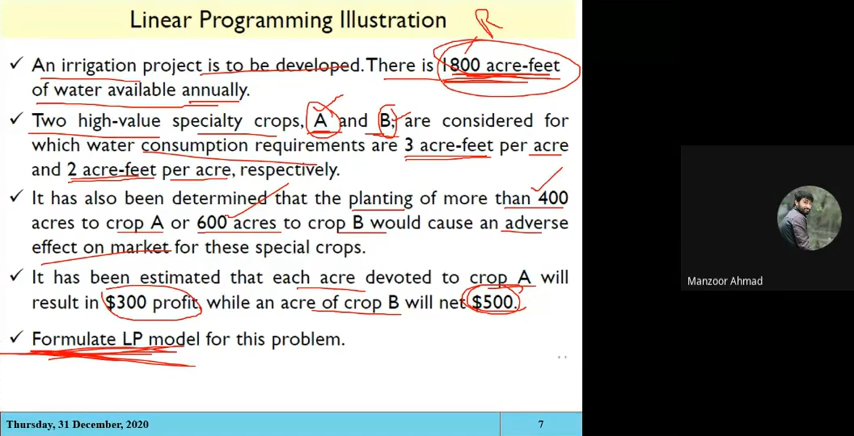 Linear Programming Illustration
R
✓ An irrigation project is to be developed. There is 1800 acre-feet
of water available annually.
✓ Two high-value specialty crops, A and B, are considered for
which water consumption requirements are 3 acre-feet per acre
and 2 acre-feet per acre, respectively.
✓ It has also been determined that the planting of more than 400
acres to crop A or 600 acres to crop B would cause an adverse
effect on market for these special crops.
✓ It has been estimated that each acre devoted to crop A will
result in $300 profit, while an acre of crop B will net $500.
✓ Formulate LP model for this problem.
Manzoor Ahmad
Thursday, 31 December, 2020
7